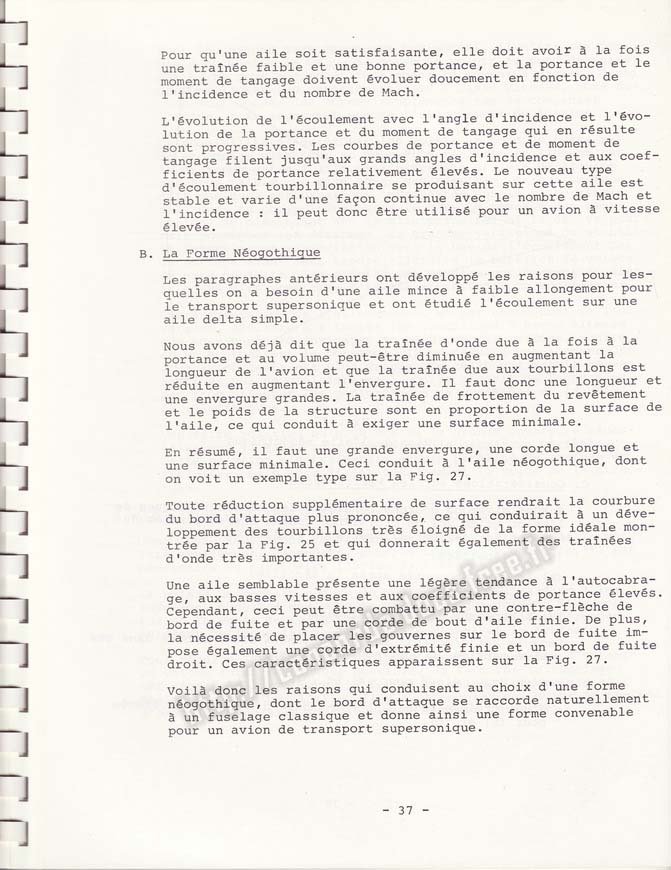 Pour qu'une aile soit satisfaisante, elle doit avoir à la fois
une traînée faible et une bonne portance, et la portance et le
moment de tangage doivent évoluer doucement en fonction de
l'incidence et du nombre de Mach.
L'évolution de l'écoulement avec l'angle d'incidence et l'évo-
lution de la portance et du moment de tangage qui en résulte
sont progressives. Les courbes de portance et de moment de
tangage filent jusqu'aux grands angles d'incidence et aux coef-
ficients de portance relativement élevés. Le nouveau type
d'écoulement tourbillonnaire se produisant sur cette aile est
stable et varie d'une façon continue avec le nombre de Mach et
l'incidence : il peut donc être utilisé pour un avion à vitesse
élevée.
B. La Forme Néogothique
Les paragraphes antérieurs ont développé les raisons pour les-
quelles on a besoin d'une aile mince à faible allongement pour
le transport supersonique et ont étudié l'écoulement sur une
aile delta simple.
Nous avons déjà dit que la traînée d'onde due à la fois à la
portance et au volume peut-être diminuée en augmentant la
longueur de l'avion et que la traînée due aux tourbillons est
réduite en augmentant l'envergure. Il faut donc une longueur et
une envergure grandes. La traînée de frottement du revêtement
et le poids de la structure sont en proportion de la surface de
l'aile, ce qui conduit à exiger une surface minimale.
En résumé, il faut une grande envergure, une corde longue et
une surface minimale. Ceci conduit à l'aile néogothique, dont
on voit un exemple type sur la Fig. 27.
Toute réduction supplémentaire de surface rendrait la courbure
du bord d'attaque plus prononcée, ce qui conduirait à un déve-
loppement des tourbillons très éloigné de la forme idéale mon-
trée par la Fig. 25 et qui donnerait également des traînées
d'onde très importantes.
Une aile semblable présente une légère tendance à l'autocabra-
ge, aux basses vitesses et aux coefficients de portance élevés.
Cependant, ceci peut être combattu par une contre-flèche de
bord de fuite et par une corde de bout d'aile finie. De plus,
la nécessité de placer les gouvernes sur le bord de fuite im-
pose également une corde d'extrémité finie et un bord de fuite
droit. Ces caractéristiques apparaissent sur la Fig. 27.
Voilà donc les raisons qui conduisent au choix d'une forme
néogothique, dont le bord d'attaque se raccorde naturellement
à un fuselage classique et donne ainsi une forme convenable
pour un avion de transport supersonique.
- 37 -